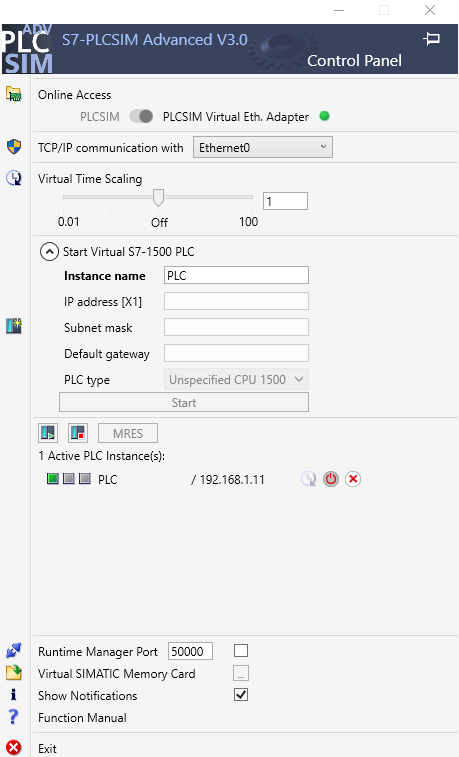 ADV
PLC
SIM
S7-PLCSIM Advanced V3.0
Control Panel
Online Access
PLCSIM PLCSIM Virtual Eth. Adapter
TCP/IP communication with Ethernet0
Virtual Time Scaling
1
0.01 Off 100
Start Virtual S7-1500 PLC
Instance name PLC
IP address [X1]
Subnet mask
Default gateway
PLC type Unspecified CPU 1500
Start
MRES
1 Active PLC Instance(s):
PLC / 192.168.1.11
Runtime Manager Port 50000
Virtual SIMATIC Memory Card ...
Show Notifications
Function Manual
Exit